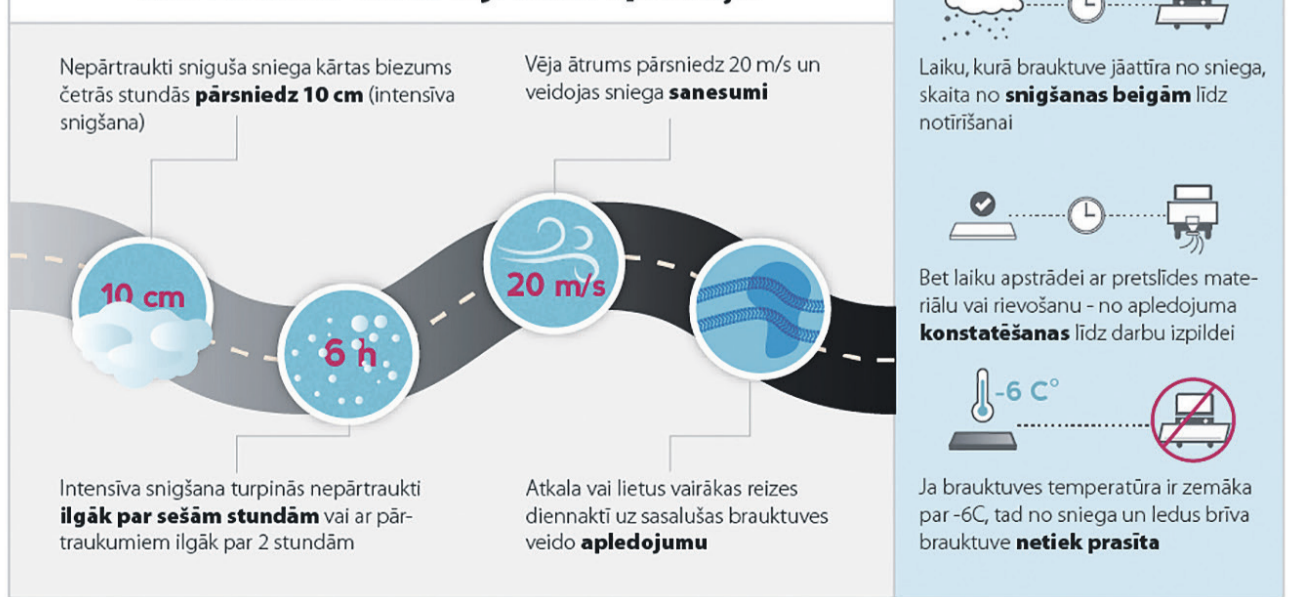 Nepārtraukti sniguša sniega kārtas biezums
četrās stundās pārsniedz 10 cm (intensīva
snigšana)
Vēja ātrums pārsniedz 20 m/s un
veidojas sniega sanesumi
10 cm
6 h
20 m/s
Intensīva snigšana turpinās nepārtraukti
ilgāk par sešām stundām vai ar pār-
traukumiem ilgāk par 2 stundām
Atkala vai lietus vairākas reizes
diennaktī uz sasalušas brauktuves
veido apledojumu
Laiku, kurā brauktuve jāattīra no sniega,
skaita no snigšanas beigām līdz
notīrīšanai
Bet laiku apstrādei ar pretslīdes mate-
riālu vai rievošanu - no apledojuma
konstatēšanas līdz darbu izpildei
-6 C°
Ja brauktuves temperatūra ir zemāka
par -6C, tad no sniega un ledus brīva
brauktuve netiek prasīta